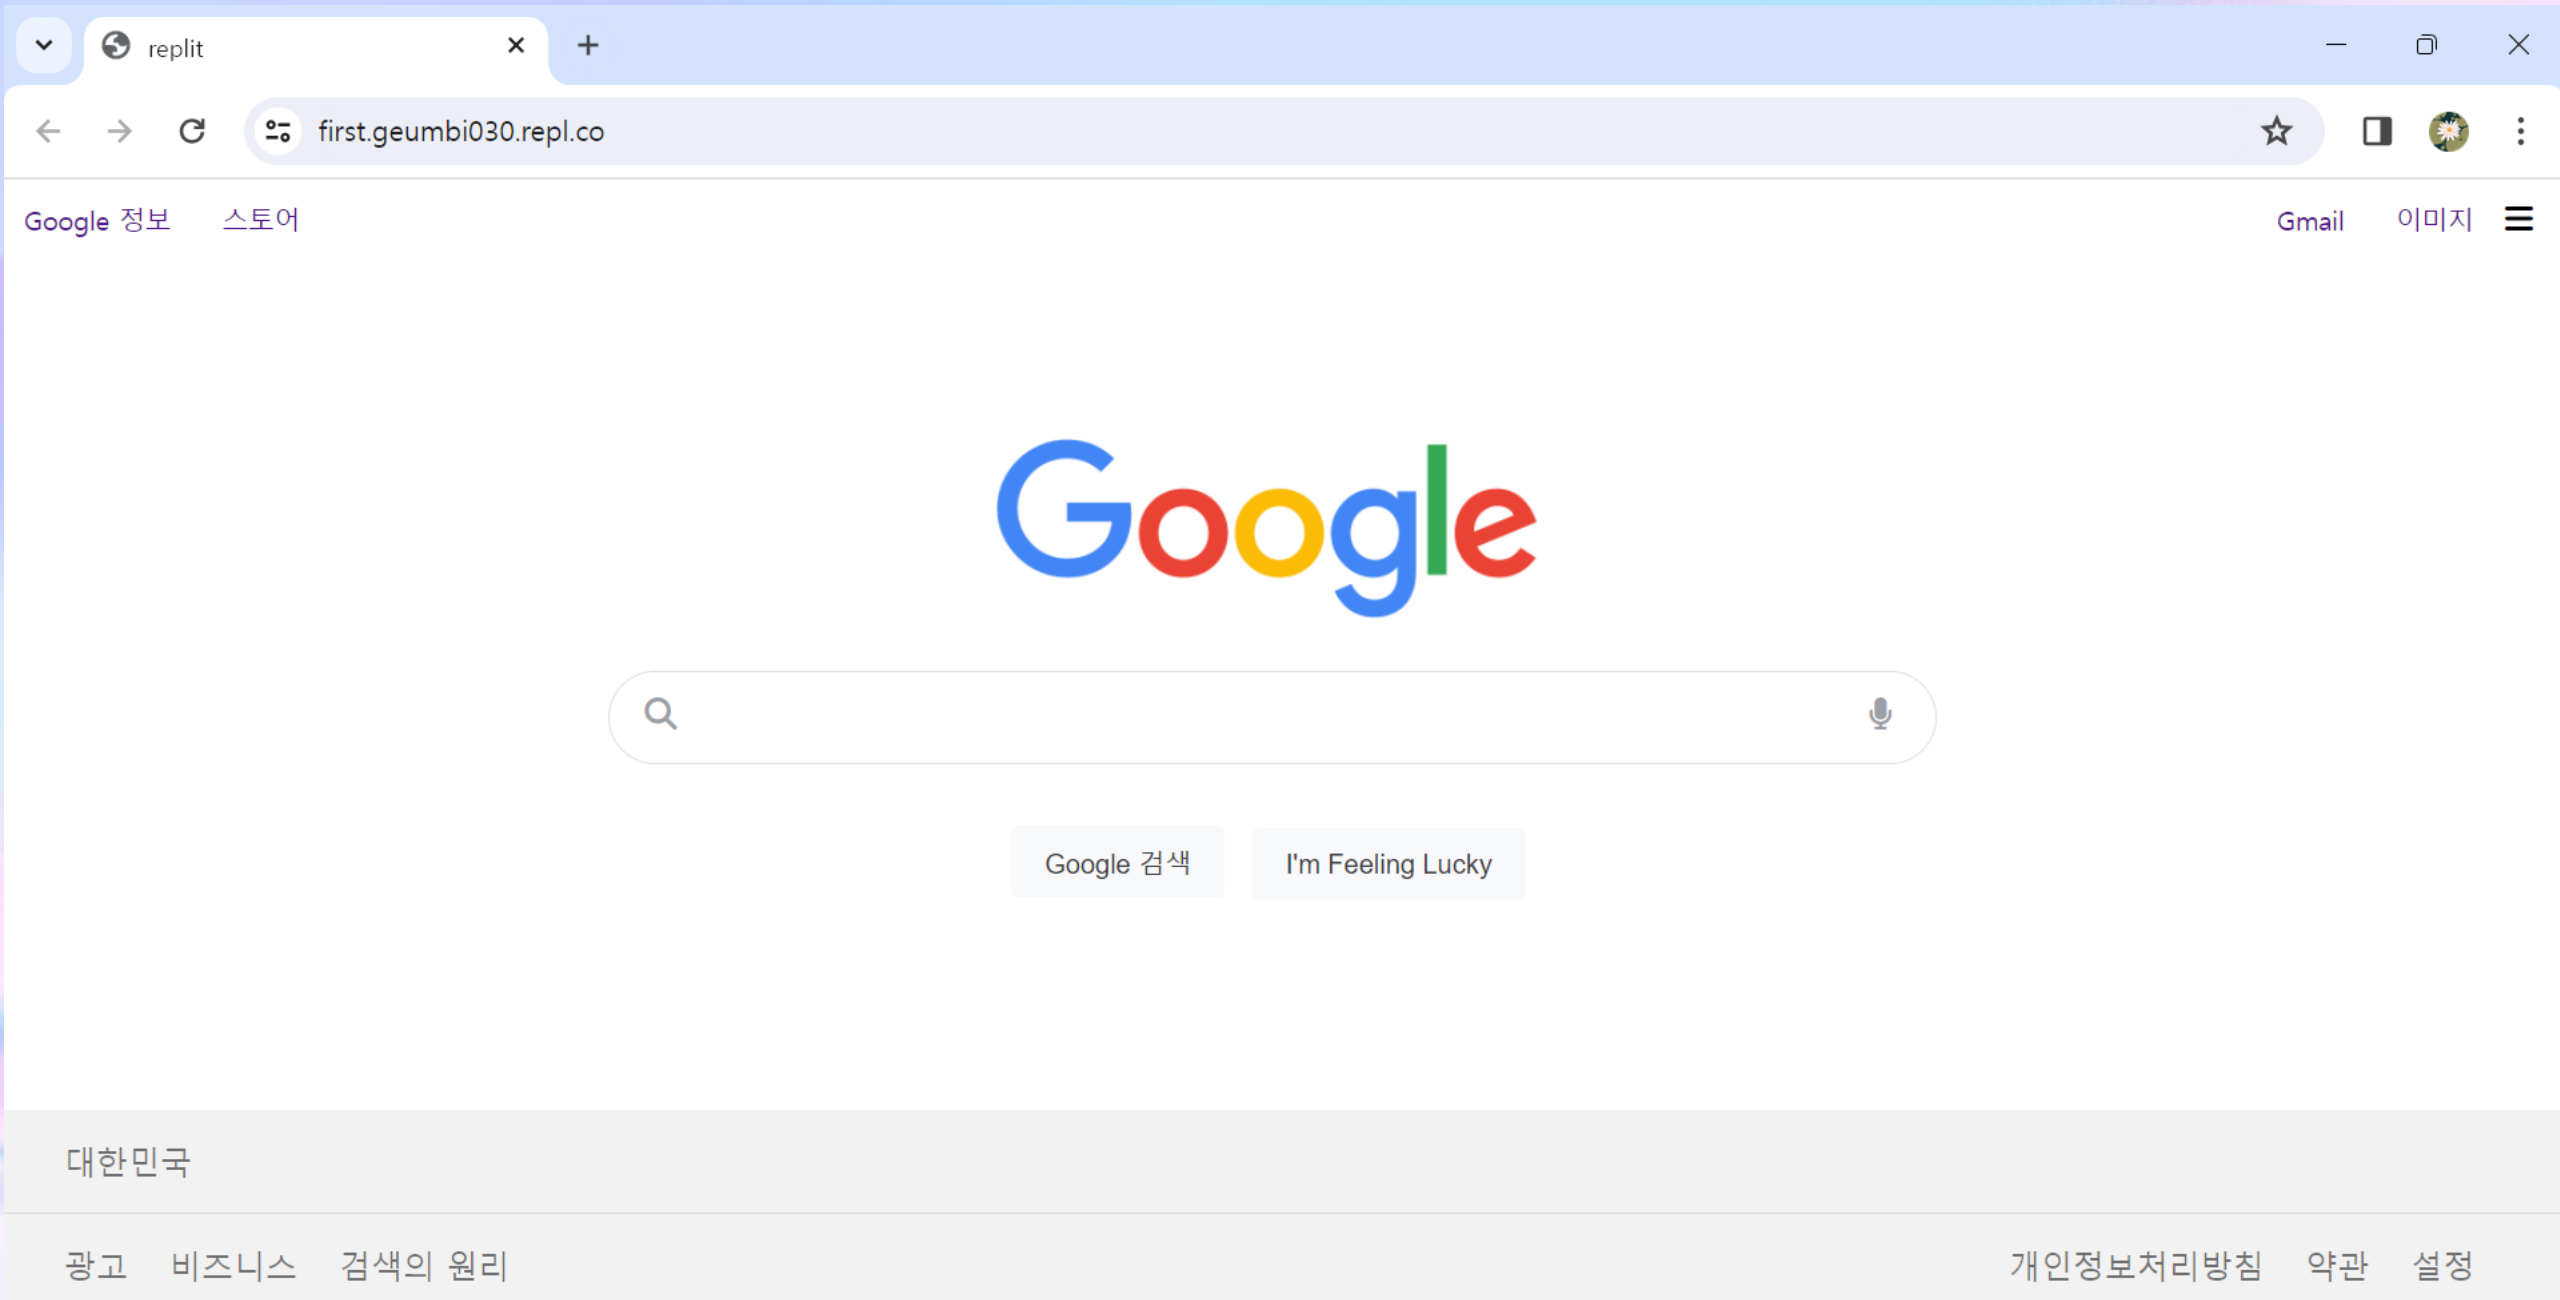 replit
first.geumbi030.repl.co
Google 정보 스토어 Gmail 이미지
Google
Google 검색 I'm Feeling Lucky
대한민국
광고 비즈니스 검색의 원리 개인정보처리방침 약관 설정